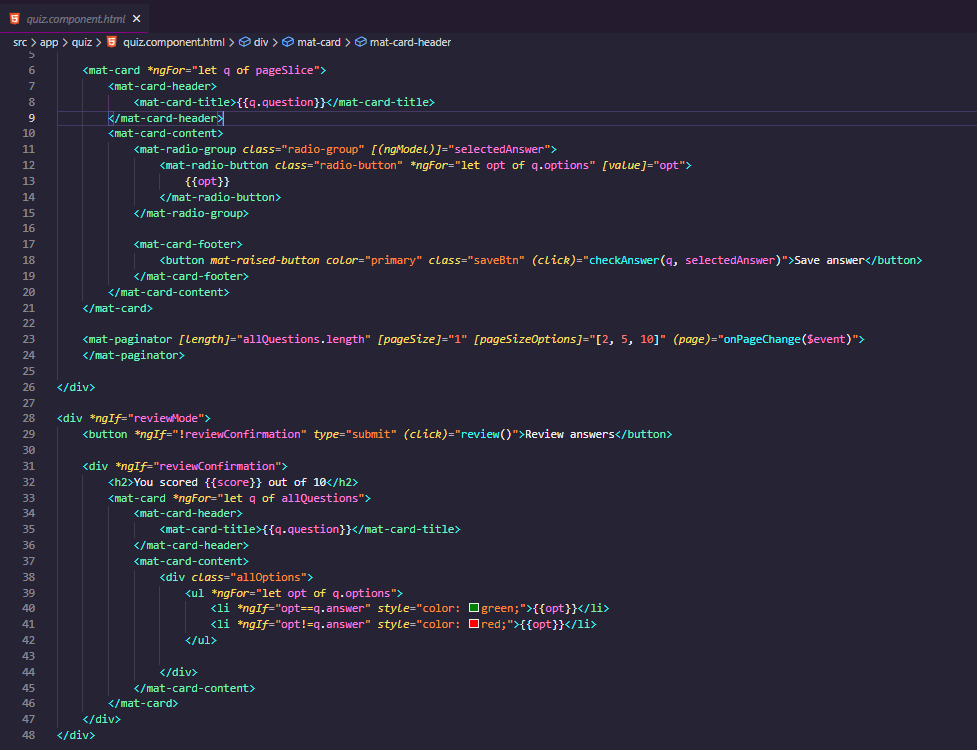 quiz.component.html
src > app > quiz > quiz.component.html > div > mat-card > mat-card-header
5
6 <mat-card *ngFor="let q of pageSlice">
7 <mat-card-header>
8 <mat-card-title>{{q.question}}</mat-card-title>
9 </mat-card-header>
10 <mat-card-content>
11 <mat-radio-group class="radio-group" [(ngModel)]="selectedAnswer">
12 <mat-radio-button class="radio-button" *ngFor="let opt of q.options" [value]="opt">
13 {{opt}}
14 </mat-radio-button>
15 </mat-radio-group>
16
17 <mat-card-footer>
18 <button mat-raised-button color="primary" class="saveBtn" (click)="checkAnswer(q, selectedAnswer)">Save answer</button>
19 </mat-card-footer>
20 </mat-card-content>
21 </mat-card>
22
23 <mat-paginator [length]="allQuestions.length" [pageSize]="1" [pageSizeOptions]="[2, 5, 10]" (page)="onPageChange($event)">
24 </mat-paginator>
25
26 </div>
27
28 <div *ngIf="reviewMode">
29 <button *ngIf="!reviewConfirmation" type="submit" (click)="review()">Review answers</button>
30
31 <div *ngIf="reviewConfirmation">
32 <h2>You scored {{score}} out of 10</h2>
33 <mat-card *ngFor="let q of allQuestions">
34 <mat-card-header>
35 <mat-card-title>{{q.question}}</mat-card-title>
36 </mat-card-header>
37 <mat-card-content>
38 <div class="allOptions">
39 <ul *ngFor="let opt of q.options">
40 <li *ngIf="opt==q.answer" style="color: green;">{{opt}}</li>
41 <li *ngIf="opt!=q.answer" style="color: red;">{{opt}}</li>
42 </ul>
43
44 </div>
45 </mat-card-content>
46 </mat-card>
47 </div>
48 </div>